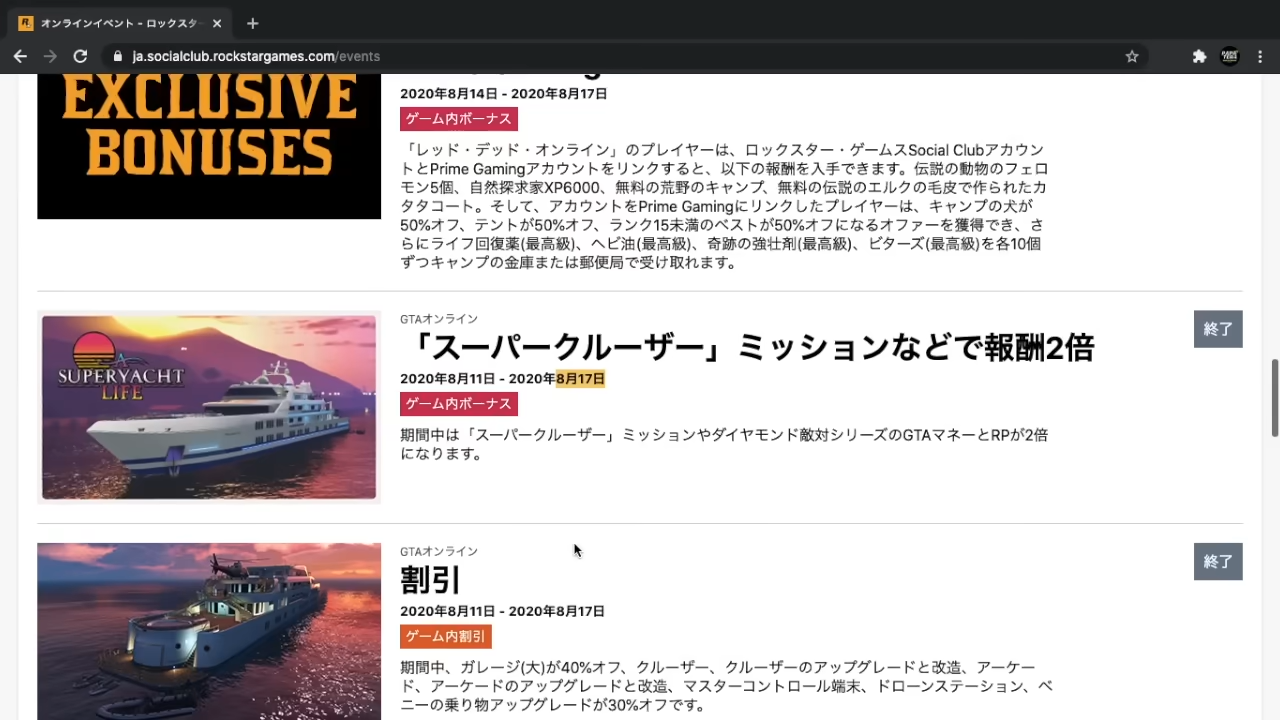 オンラインイベント - ロックスター
ja.socialclub.rockstargames.com/events
EXCLUSIVE
BONUSES
2020年8月14日 - 2020年8月17日
ゲーム内ボーナス
「レッド・デッド・オンライン」のプレイヤーは、ロックスター・ゲームスSocial Clubアカウン
トとPrime Gamingアカウントをリンクすると、以下の報酬を入手できます。伝説の動物のフェロ
モン5個、自然探求家XP6000、無料の荒野のキャンプ、無料の伝説のエルクの毛皮で作られたカ
タタコート。そして、アカウントをPrime Gamingにリンクしたプレイヤーは、キャンプの犬が
50%オフ、テントが50%オフ、ランク15未満のベストが50%オフになるオファーを獲得でき、さ
らにライフ回復薬(最高級)、ヘビ油(最高級)、奇跡の強壮剤(最高級)、ビターズ(最高級)を各10個
ずつキャンプの金庫または郵便局で受け取れます。
A
SUPERYACHT
LIFE
GTAオンライン
「スーパークルーザー」ミッションなどで報酬2倍
終了
2020年8月11日 - 2020年8月17日
ゲーム内ボーナス
期間中は「スーパークルーザー」ミッションやダイヤモンド敵対シリーズのGTAマネーとRPが2倍
になります。
GTAオンライン
割引
終了
2020年8月11日 - 2020年8月17日
ゲーム内割引
期間中、ガレージ(大)が40%オフ、クルーザー、クルーザーのアップグレードと改造、アーケー
ド、アーケードのアップグレードと改造、マスターコントロール端末、ドローンステーション、ベ
ニーの乗り物アップグレードが30%オフです。